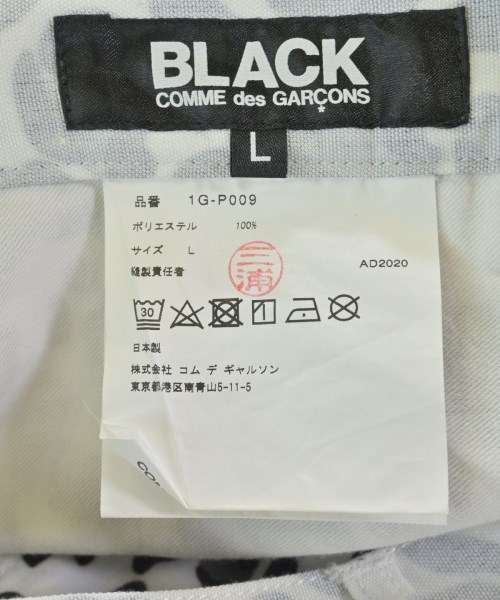 BLACK
COMME des GARÇONS
L
品番 1G-P009
ポリエステル 100%
サイズ L
縫製責任者 三浦 AD2020
30
日本製
株式会社 コム デ ギャルソン
東京都港区南青山5-11-5